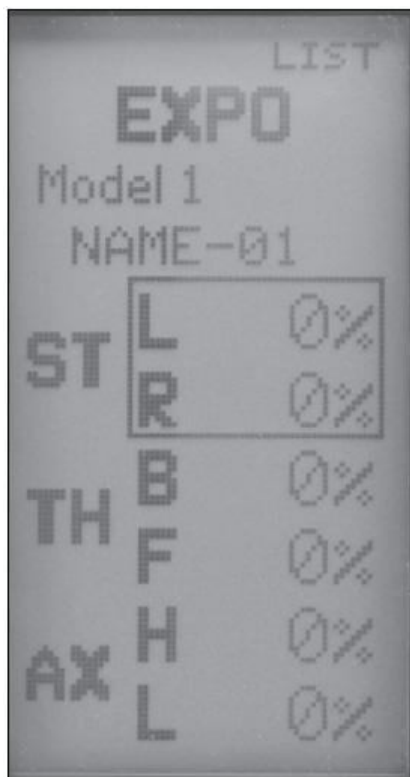 LIST
EXPO
Model 1
NAME-01
ST L 0%
R 0%
TH B 0%
F 0%
AX H 0%
L 0%